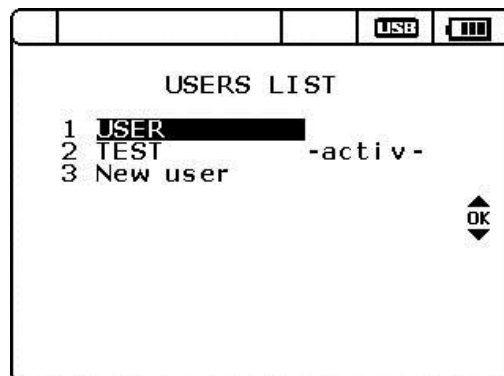 USB
USERS LIST
1 USER
2 TEST -activ-
3 New user
OK